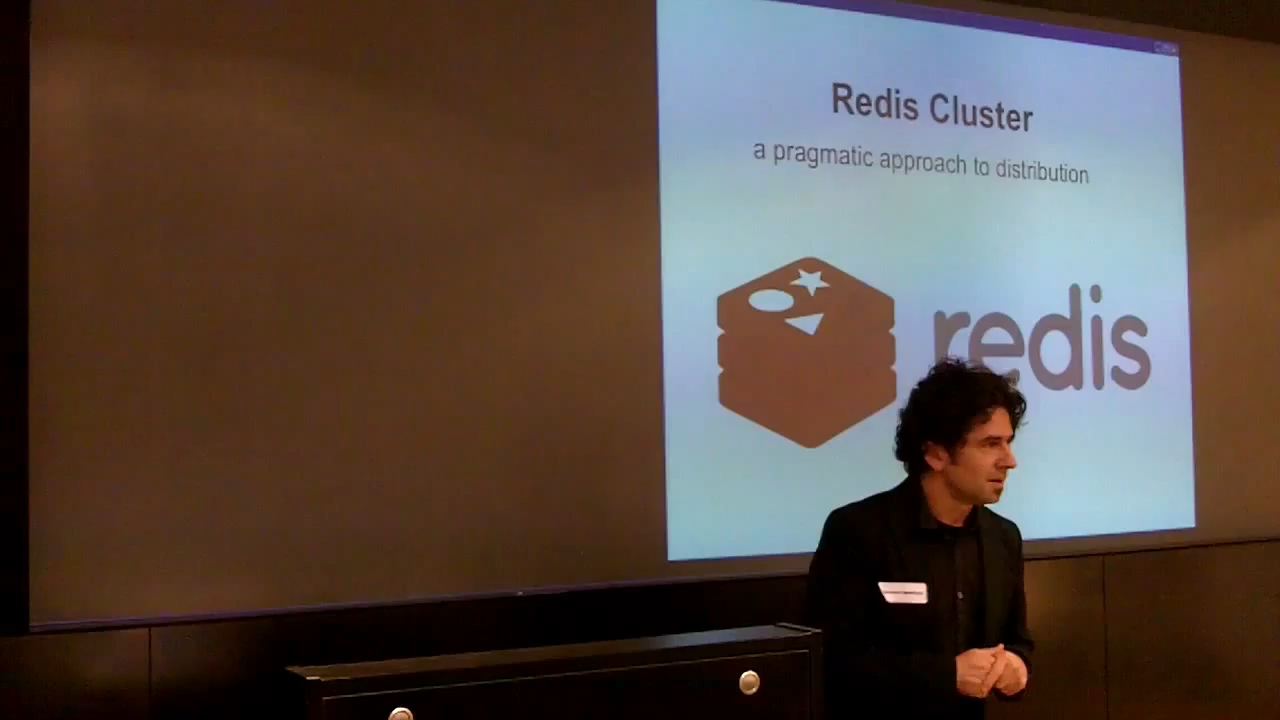 Redis Cluster
a pragmatic approach to distribution
redis